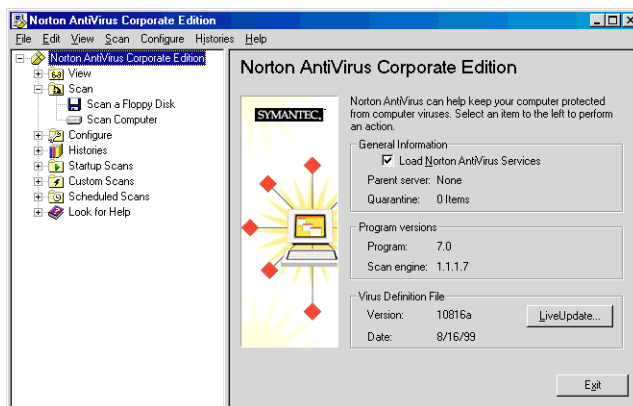 Norton AntiVirus Corporate Edition
File Edit View Scan Configure Histories Help
Norton AntiVirus Corporate Edition
View
Scan
Scan a Floppy Disk
Scan Computer
Configure
Histories
Startup Scans
Custom Scans
Scheduled Scans
Look for Help
Norton AntiVirus Corporate Edition
SYMANTEC.
Norton AntiVirus can help keep your computer protected
from computer viruses. Select an item to the left to perform
an action.
General Information
Load Norton AntiVirus Services
Parent server: None
Quarantine: 0 Items
Program versions
Program: 7.0
Scan engine: 1.1.1.7
Virus Definition File
Version: 10816a
LiveUpdate...
Date: 8/16/99
Exit